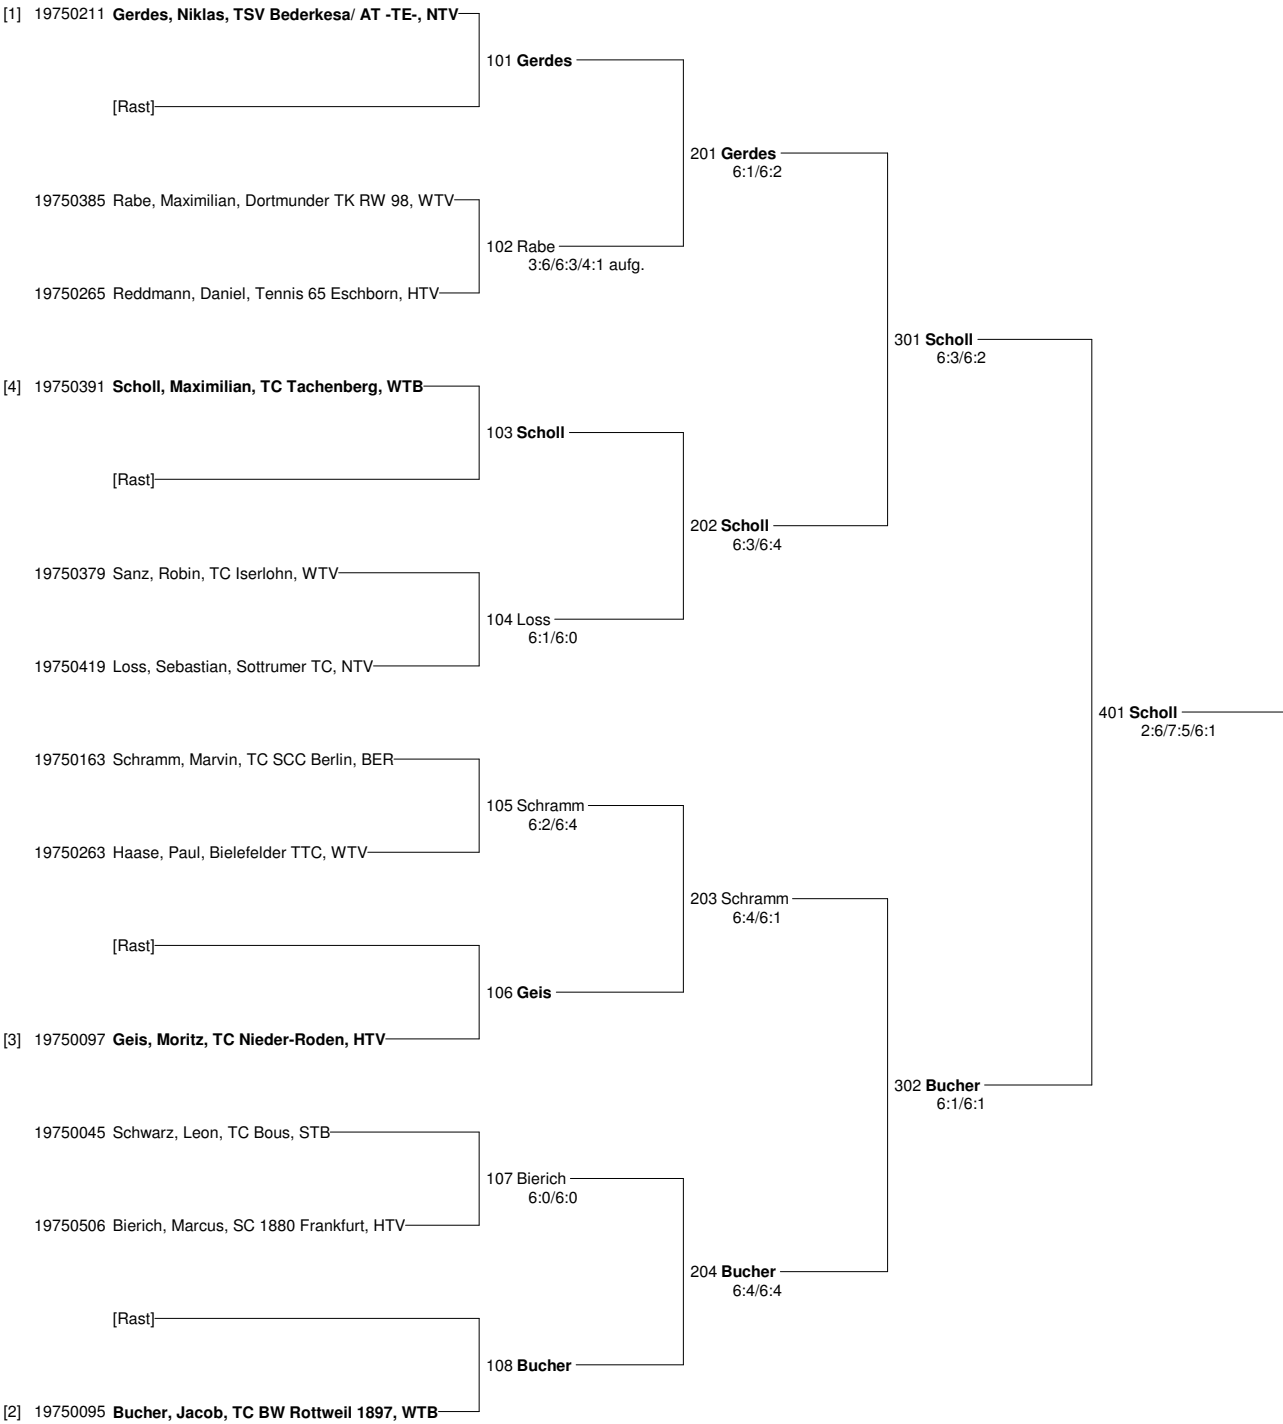 [1] 19750211 Gerdes, Niklas, TSV Bederkesa/ AT -TE-, NTV
101 Gerdes
[Rast]
201 Gerdes
6:1/6:2
19750385 Rabe, Maximilian, Dortmunder TK RW 98, WTV
102 Rabe
3:6/6:3/4:1 aufg.
19750265 Reddmann, Daniel, Tennis 65 Eschborn, HTV
301 Scholl
6:3/6:2
[4] 19750391 Scholl, Maximilian, TC Tachenberg, WTB
103 Scholl
[Rast]
202 Scholl
6:3/6:4
19750379 Sanz, Robin, TC Iserlohn, WTV
104 Loss
6:1/6:0
19750419 Loss, Sebastian, Sottrumer TC, NTV
401 Scholl
2:6/7:5/6:1
19750163 Schramm, Marvin, TC SCC Berlin, BER
105 Schramm
6:2/6:4
19750263 Haase, Paul, Bielefelder TTC, WTV
203 Schramm
6:4/6:1
[Rast]
106 Geis
[3] 19750097 Geis, Moritz, TC Nieder-Roden, HTV
302 Bucher
6:1/6:1
19750045 Schwarz, Leon, TC Bous, STB
107 Bierich
6:0/6:0
19750506 Bierich, Marcus, SC 1880 Frankfurt, HTV
204 Bucher
6:4/6:4
[Rast]
108 Bucher
[2] 19750095 Bucher, Jacob, TC BW Rottweil 1897, WTB